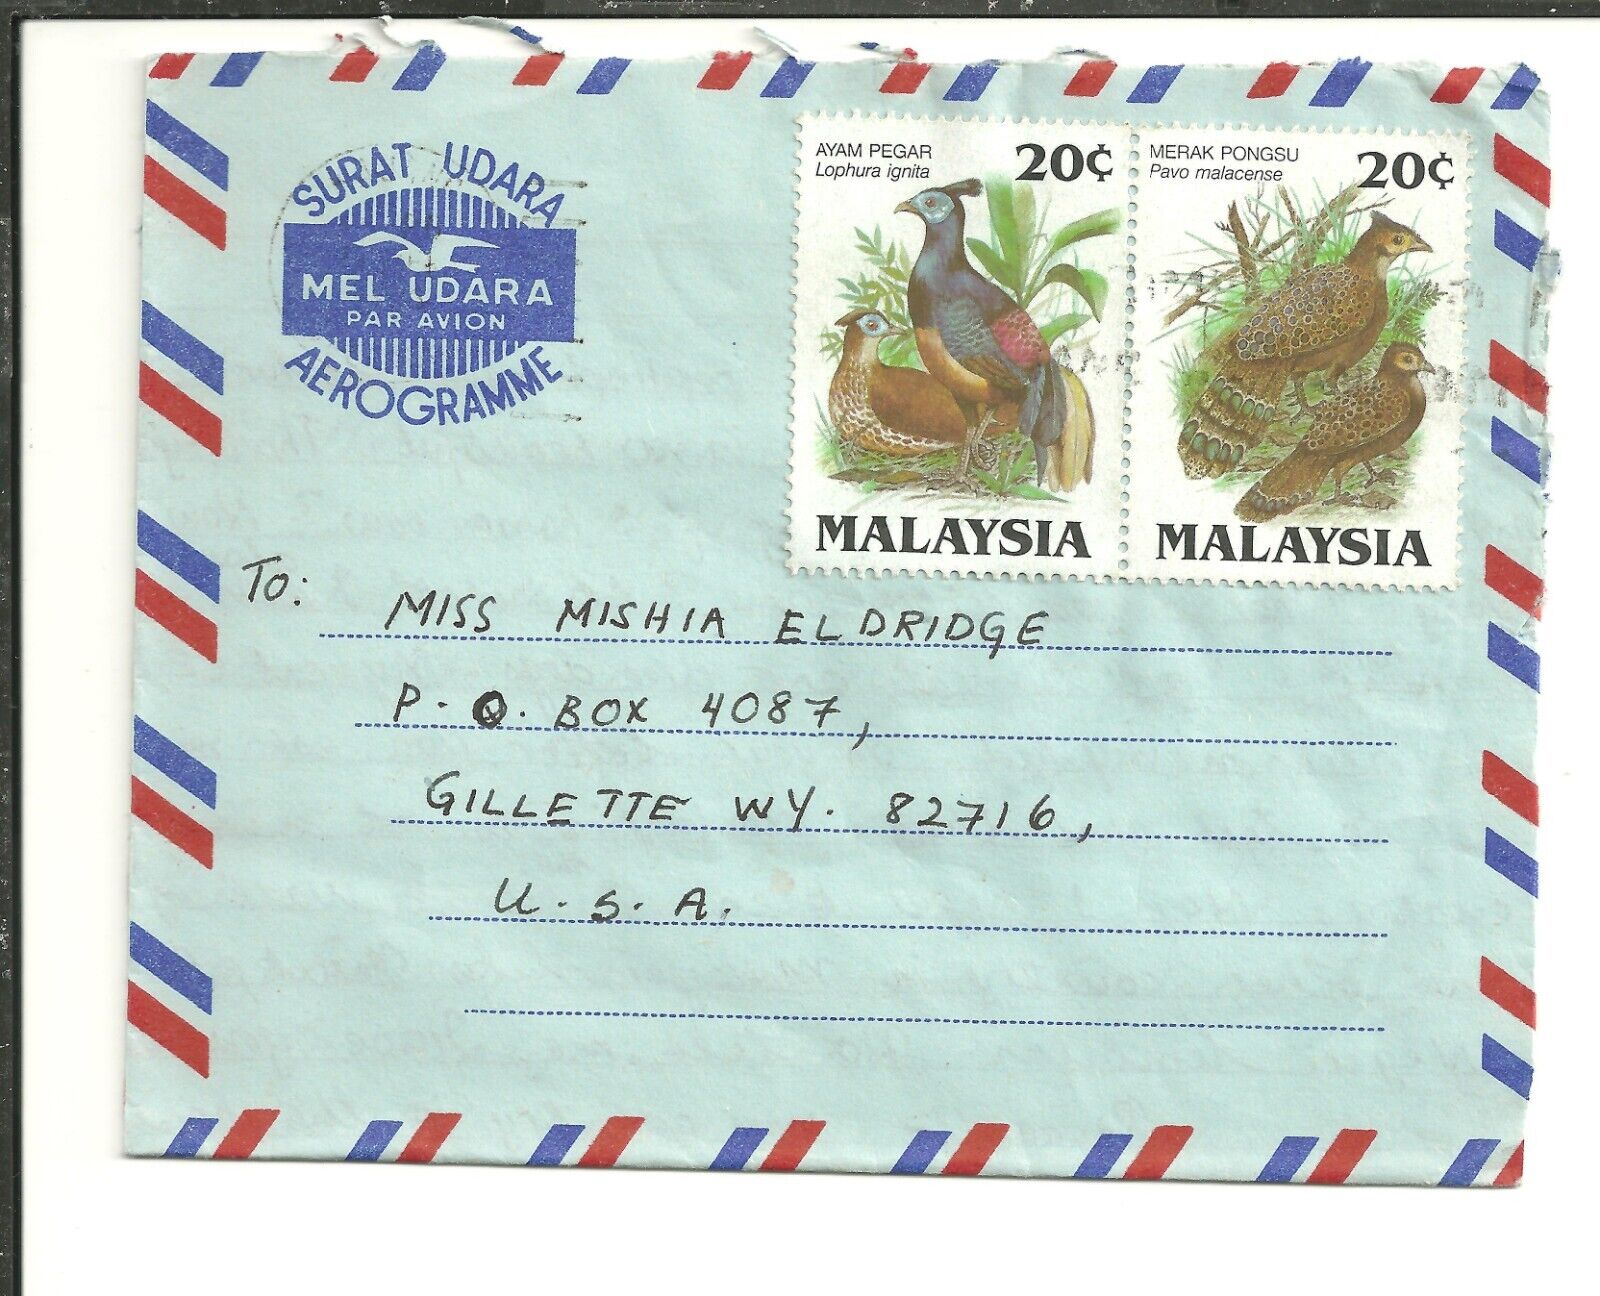 SURAT UDARA
MEL UDARA
PAR AVION
AEROGRAMME
AYAM PEGAR
Lophura ignita
20¢
MALAYSIA
MERAK PONGSU
Pavo malacense
20¢
MALAYSIA
To:
MISS MISHIA ELDRIDGE
P. O. BOX 4087,
GILLETTE WY. 82716,
U. S. A.